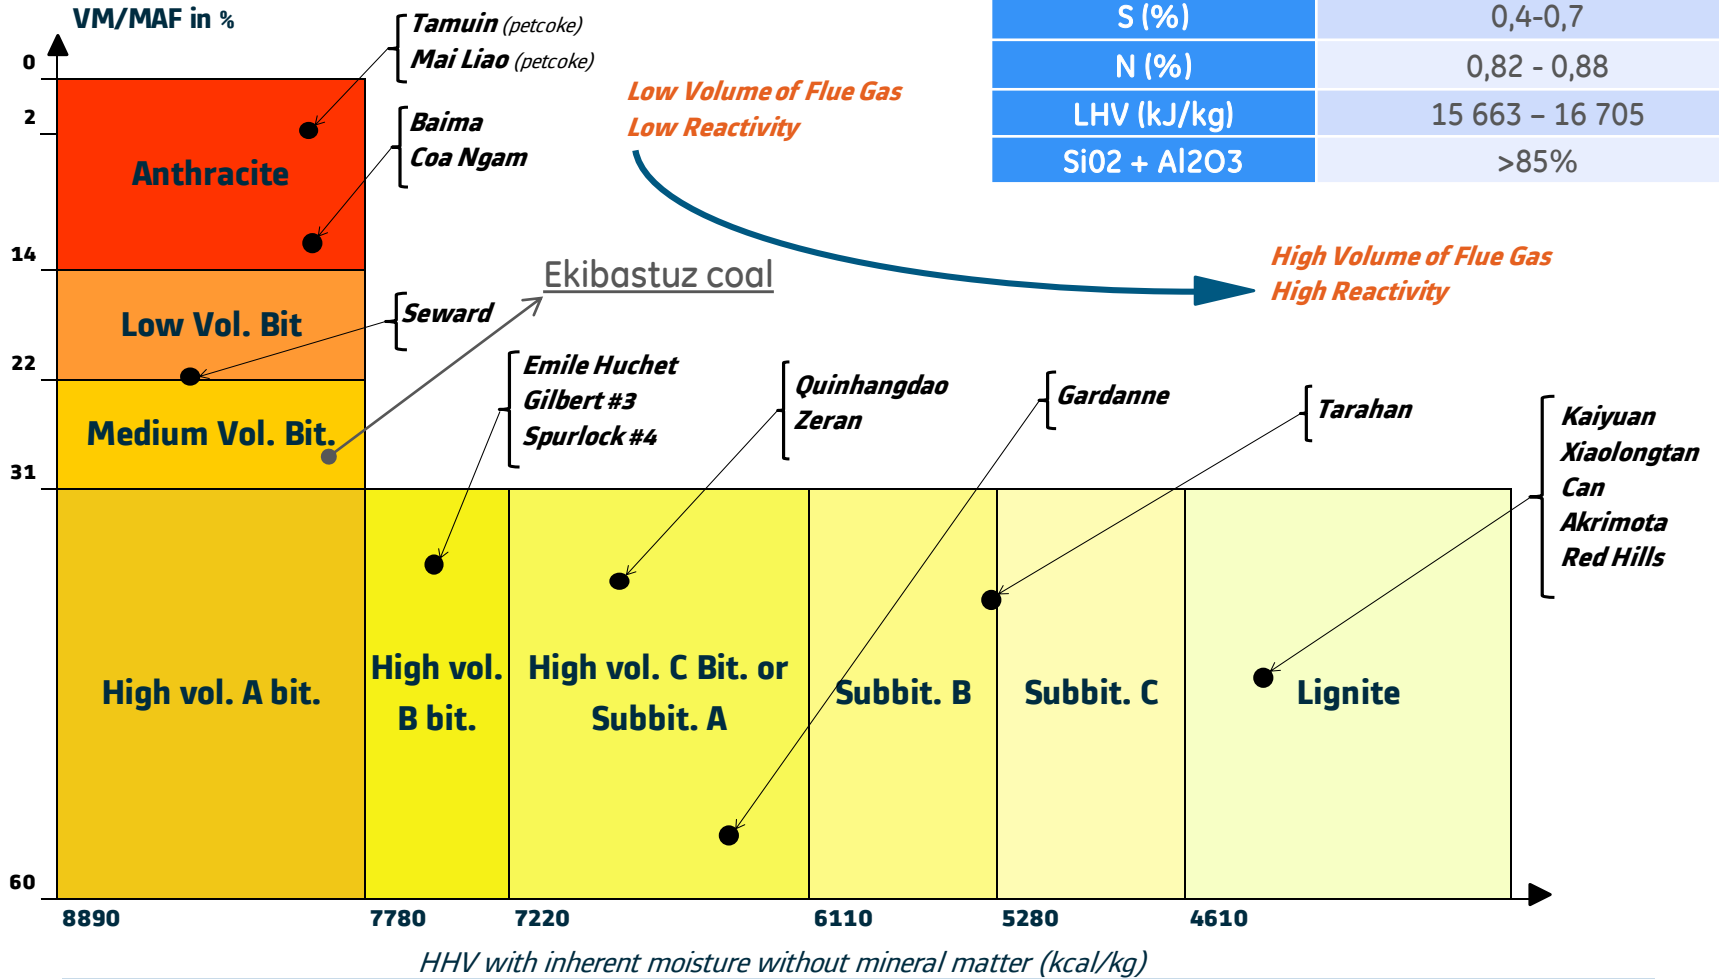 VM/MAF in %
0
2
14
22
31
60
Tamuin (petcoke)
Mai Liao (petcoke)
Baima
Coa Ngam
Low Volume of Flue Gas
Low Reactivity
S (%) 0,4-0,7
N (%) 0,82 - 0,88
LHV (kJ/kg) 15 663 – 16 705
Si02 + Al2O3 >85%
High Volume of Flue Gas
High Reactivity
Anthracite
Ekibastuz coal
Low Vol. Bit
Seward
Medium Vol. Bit.
Emile Huchet
Gilbert #3
Spurlock #4
Quinhangdao
Zeran
Gardanne
Tarahan
Kaiyuan
Xiaolongtan
Can
Akrimota
Red Hills
High vol. A bit.
High vol.
B bit.
High vol. C Bit. or
Subbit. A
Subbit. B
Subbit. C
Lignite
8890 7780 7220 6110 5280 4610
HHV with inherent moisture without mineral matter (kcal/kg)